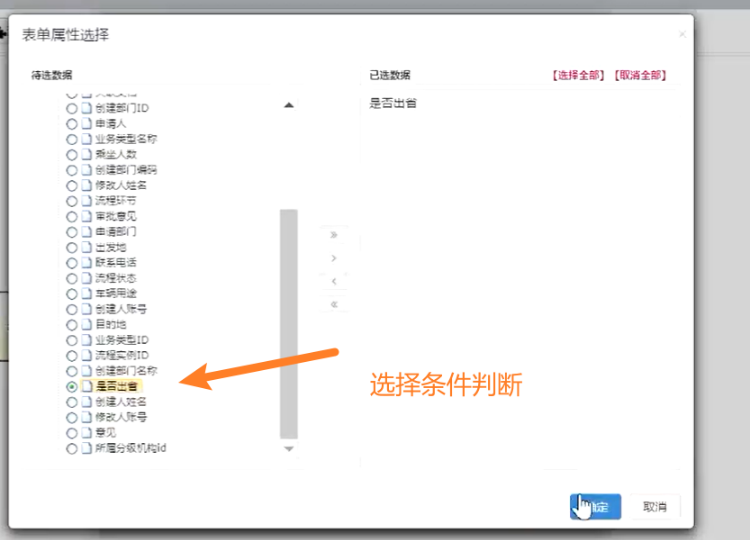 表单属性选择
待选数据
已选数据
【选择全部】【取消全部】
是否出省
创建部门ID
申请人
业务类型名称
乘坐人数
创建部门编码
修改人姓名
流程环节
审批意见
申请部门
出发地
联系电话
流程状态
车辆用途
创建人账号
目的地
业务类型ID
流程实例ID
创建部门名称
是否出省
创建人姓名
修改人账号
意见
所属分级机构id
选择条件判断
取消